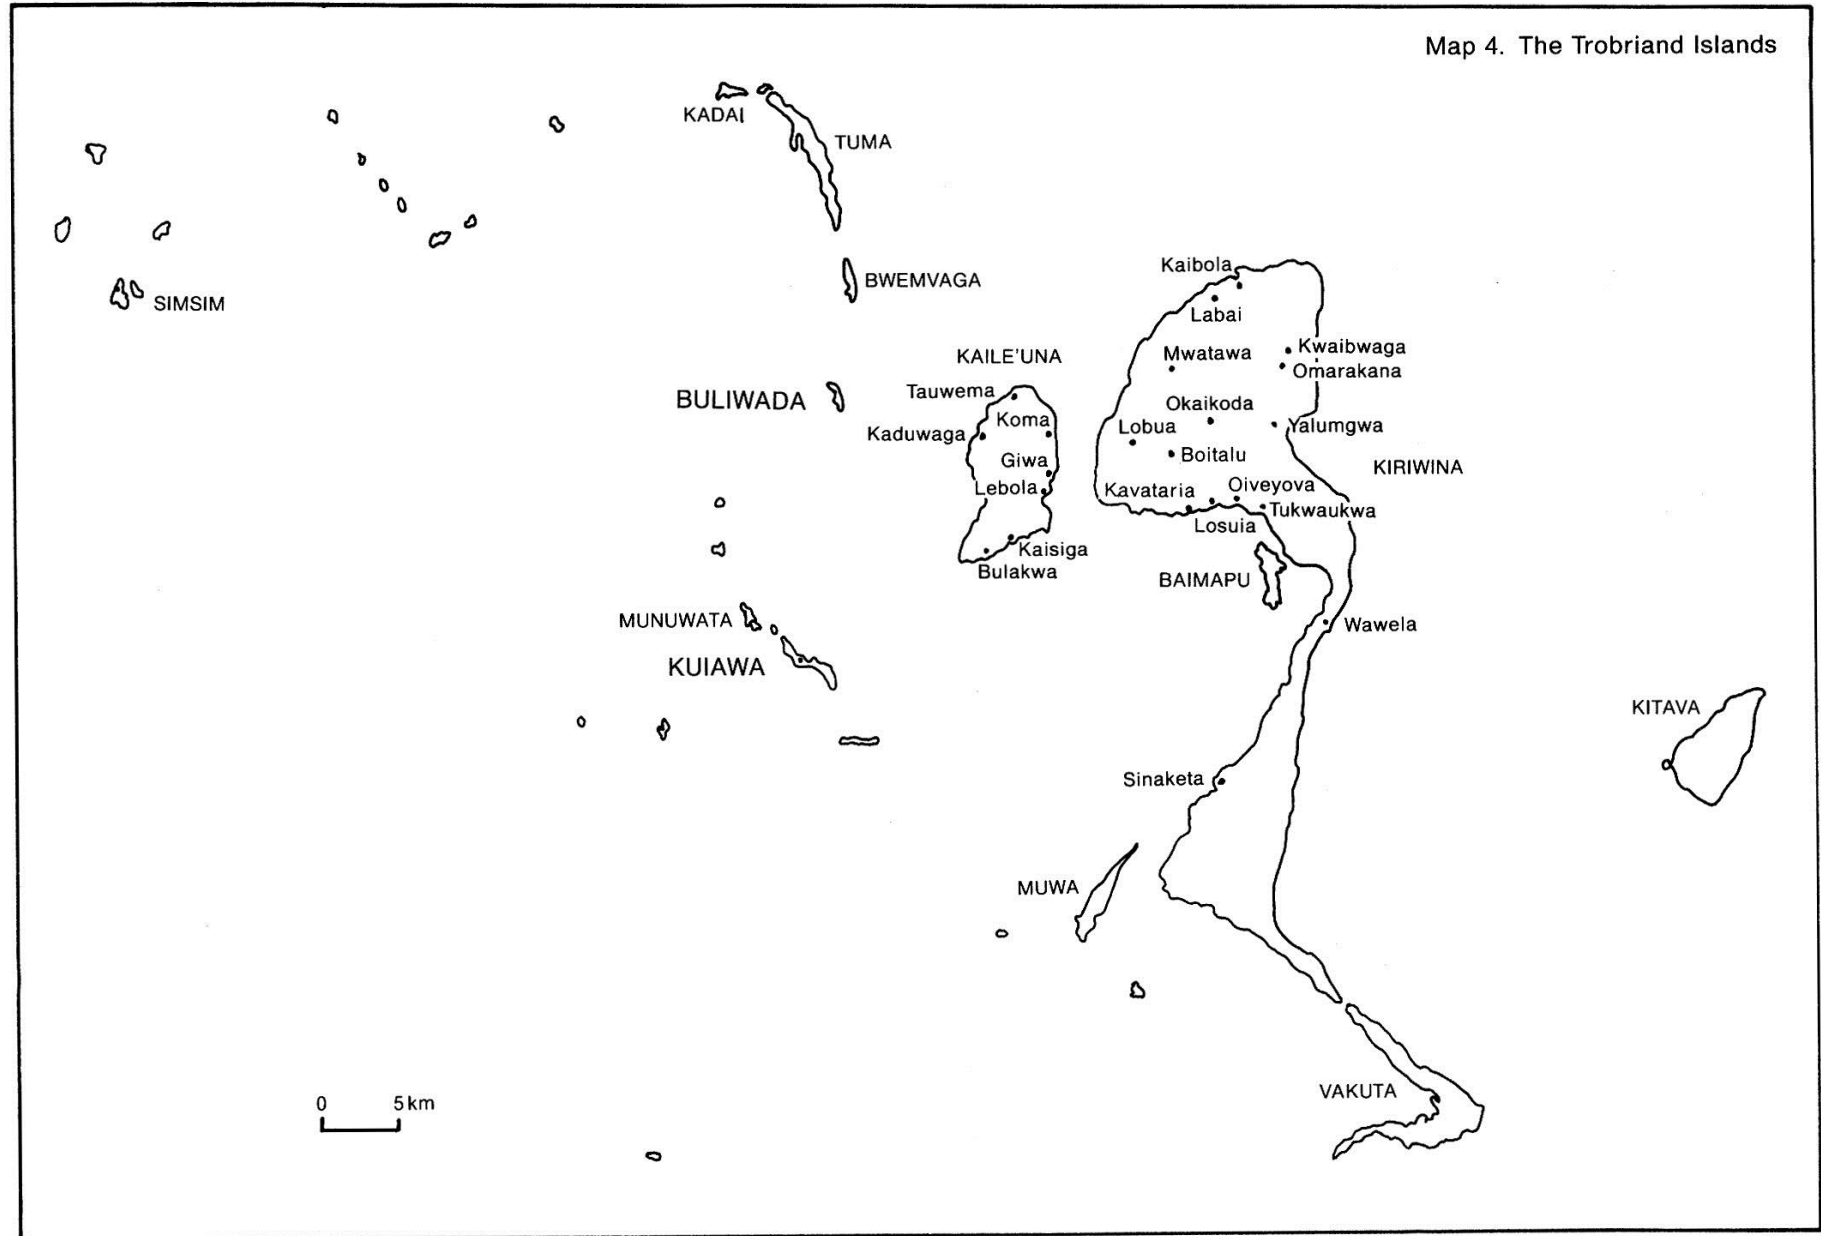 Map 4. The Trobriand Islands
KADAI
TUMA
BWEMVAGA
SIMSIM
Kaibola
Labai
Kwaibwaga
Mwatawa
Omarakana
KAILE'UNA
Tauwema
BULIWADA
Okaikoda
Koma
Lobua
Yalumgwa
Kaduwaga
Boitalu
Giwa
KIRIWINA
Lebola
Kavataria
Oiveyova
Tukwaukwa
Losuia
Kaisiga
Bulakwa
BAIMAPU
MUNUWATA
Wawela
KUIAWA
KITAVA
Sinaketa
MUWA
VAKUTA
0 5 km